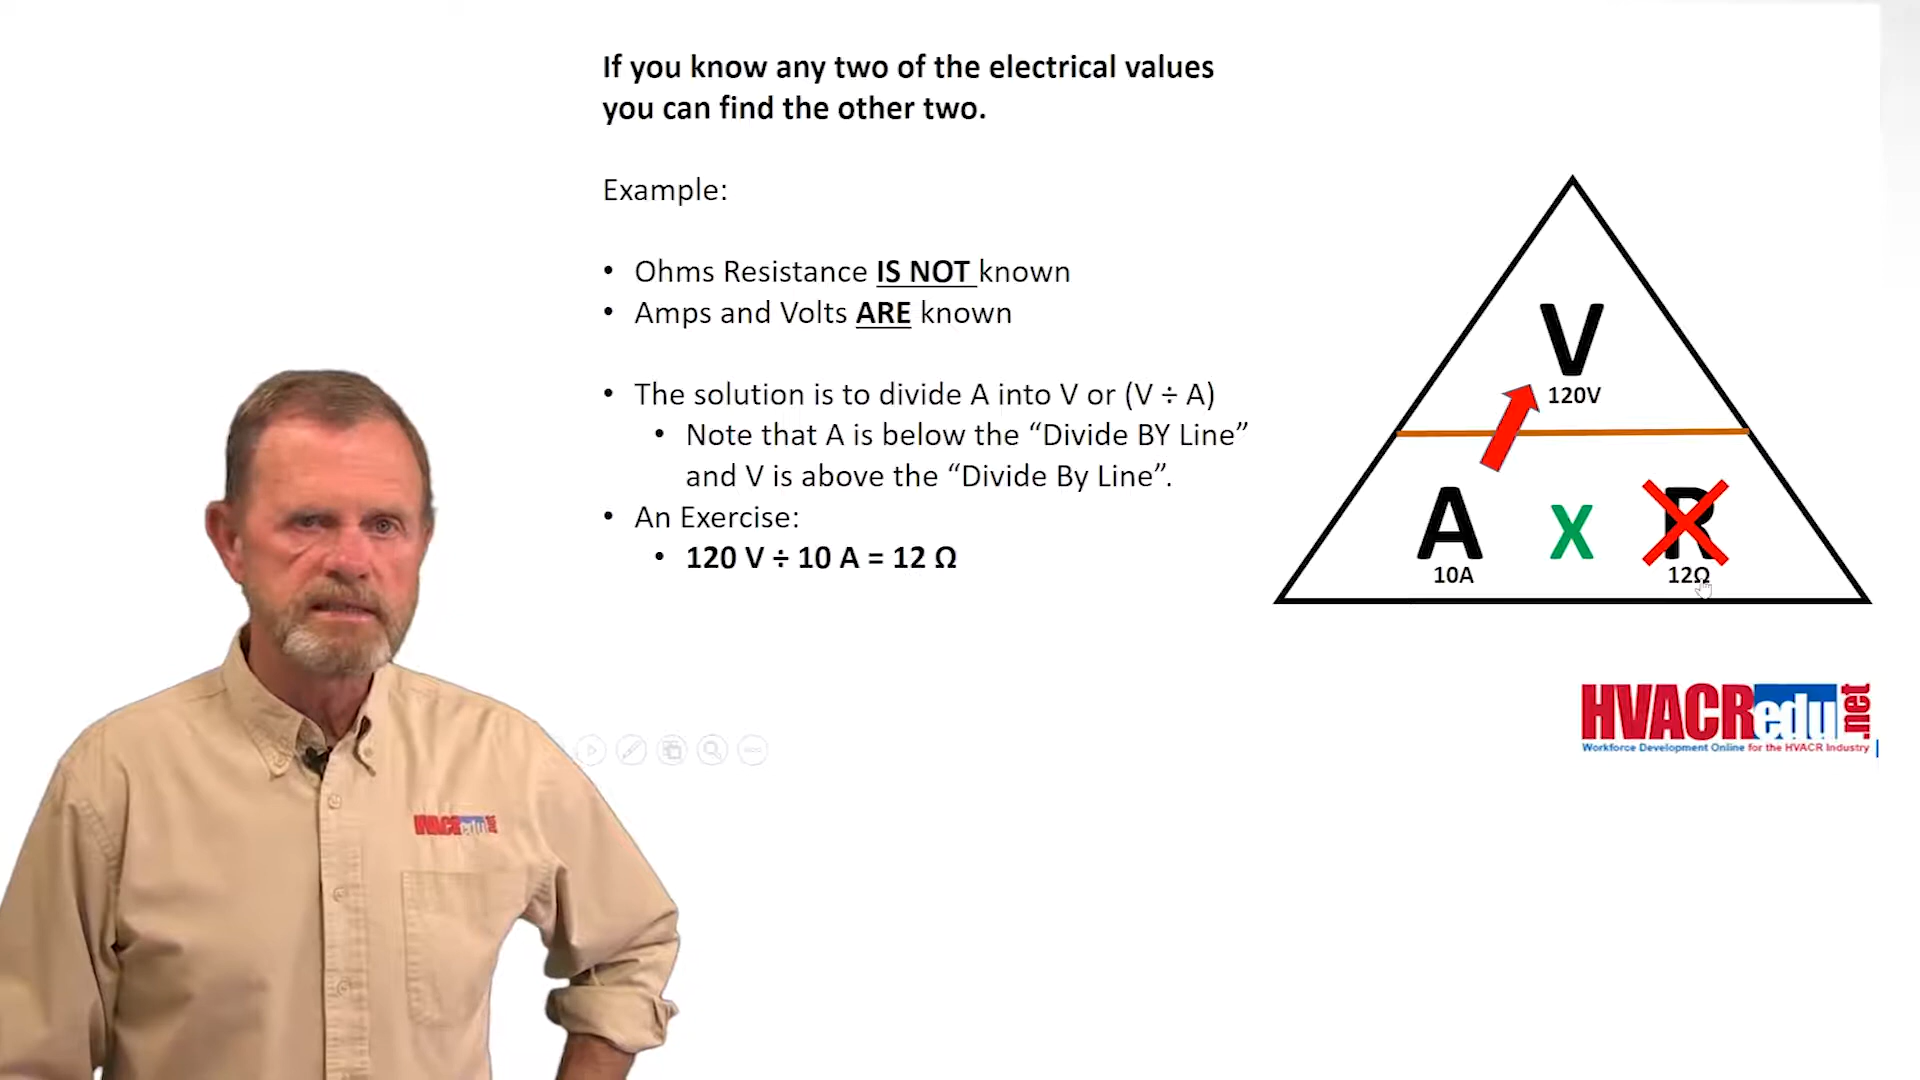 If you know any two of the electrical values
you can find the other two.
Example:
• Ohms Resistance IS NOT known
• Amps and Volts ARE known
• The solution is to divide A into V or (V ÷ A)
• Note that A is below the “Divide BY Line”
and V is above the “Divide By Line”.
• An Exercise:
• 120 V ÷ 10 A = 12 Ω
V
120V
A X R
10A 12Ω
HVACRedu.net
Workforce Development Online for the HVACR Industry
HVACRedu.net